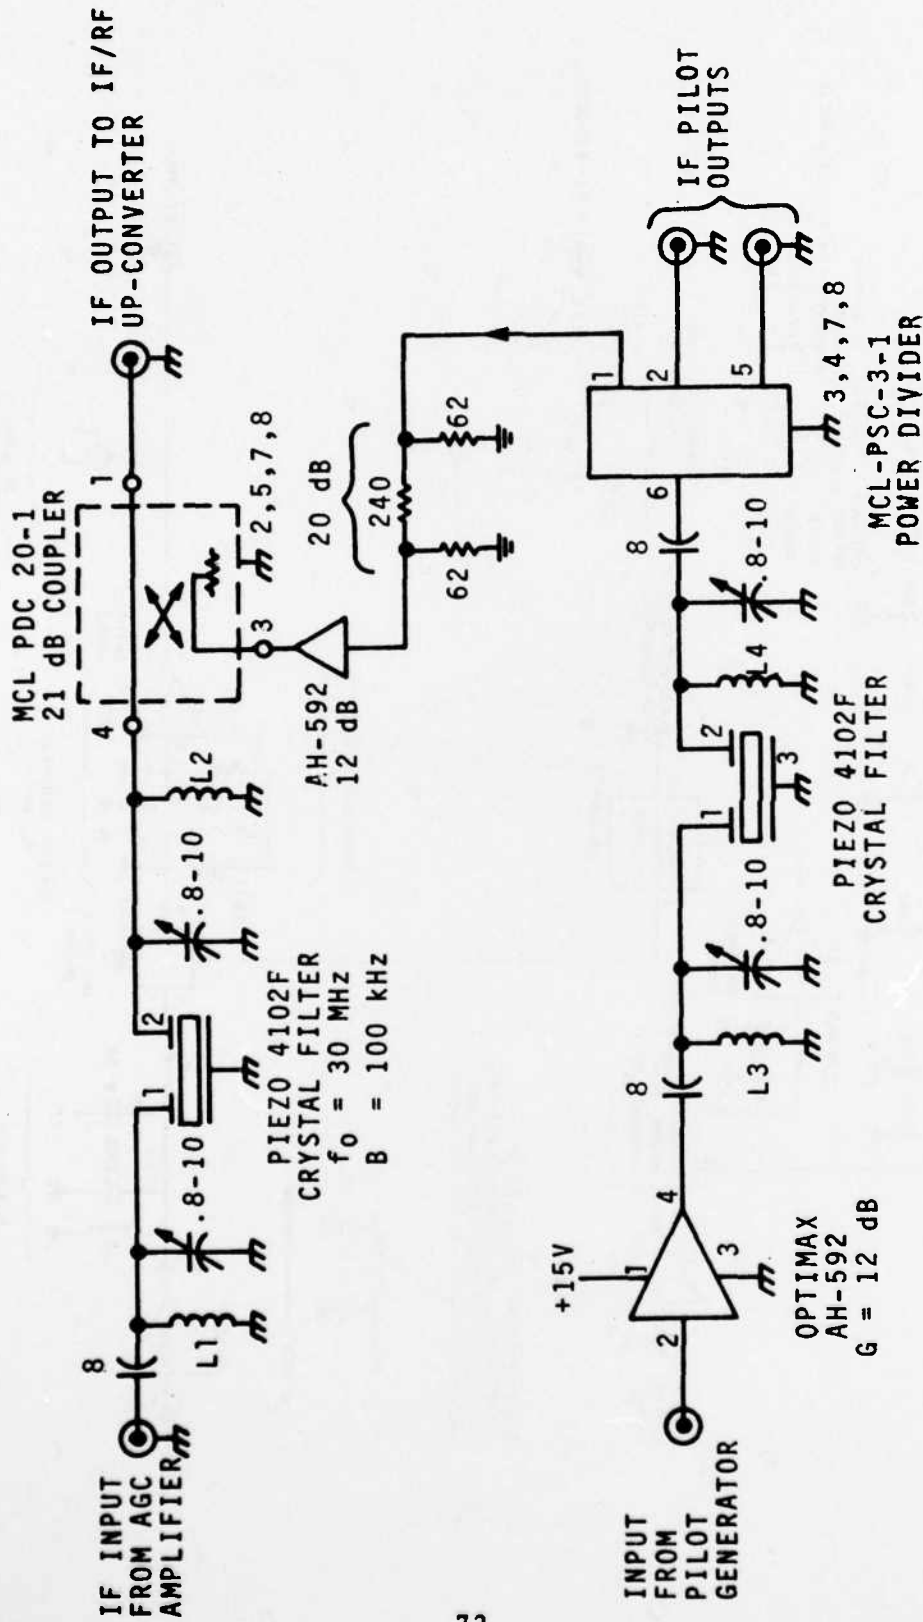 IF INPUT
FROM AGC
AMPLIFIER
8
L1
.8-10
1
2
PIEZO 4102F
CRYSTAL FILTER
fo = 30 MHz
B = 100 kHz
.8-10
L2
4
MCL PDC 20-1
21 dB COUPLER
3
2,5,7,8
1
IF OUTPUT TO IF/RF
UP-CONVERTER
AH-592
12 dB
20 dB
62
240
62
INPUT
FROM
PILOT
GENERATOR
2
+15V
1
3
4
OPTIMAX
AH-592
G = 12 dB
8
L3
.8-10
1
2
3
PIEZO 4102F
CRYSTAL FILTER
L4
.8-10
8
6
1
2
5
3,4,7,8
MCL-PSC-3-1
POWER DIVIDER
IF PILOT
OUTPUTS